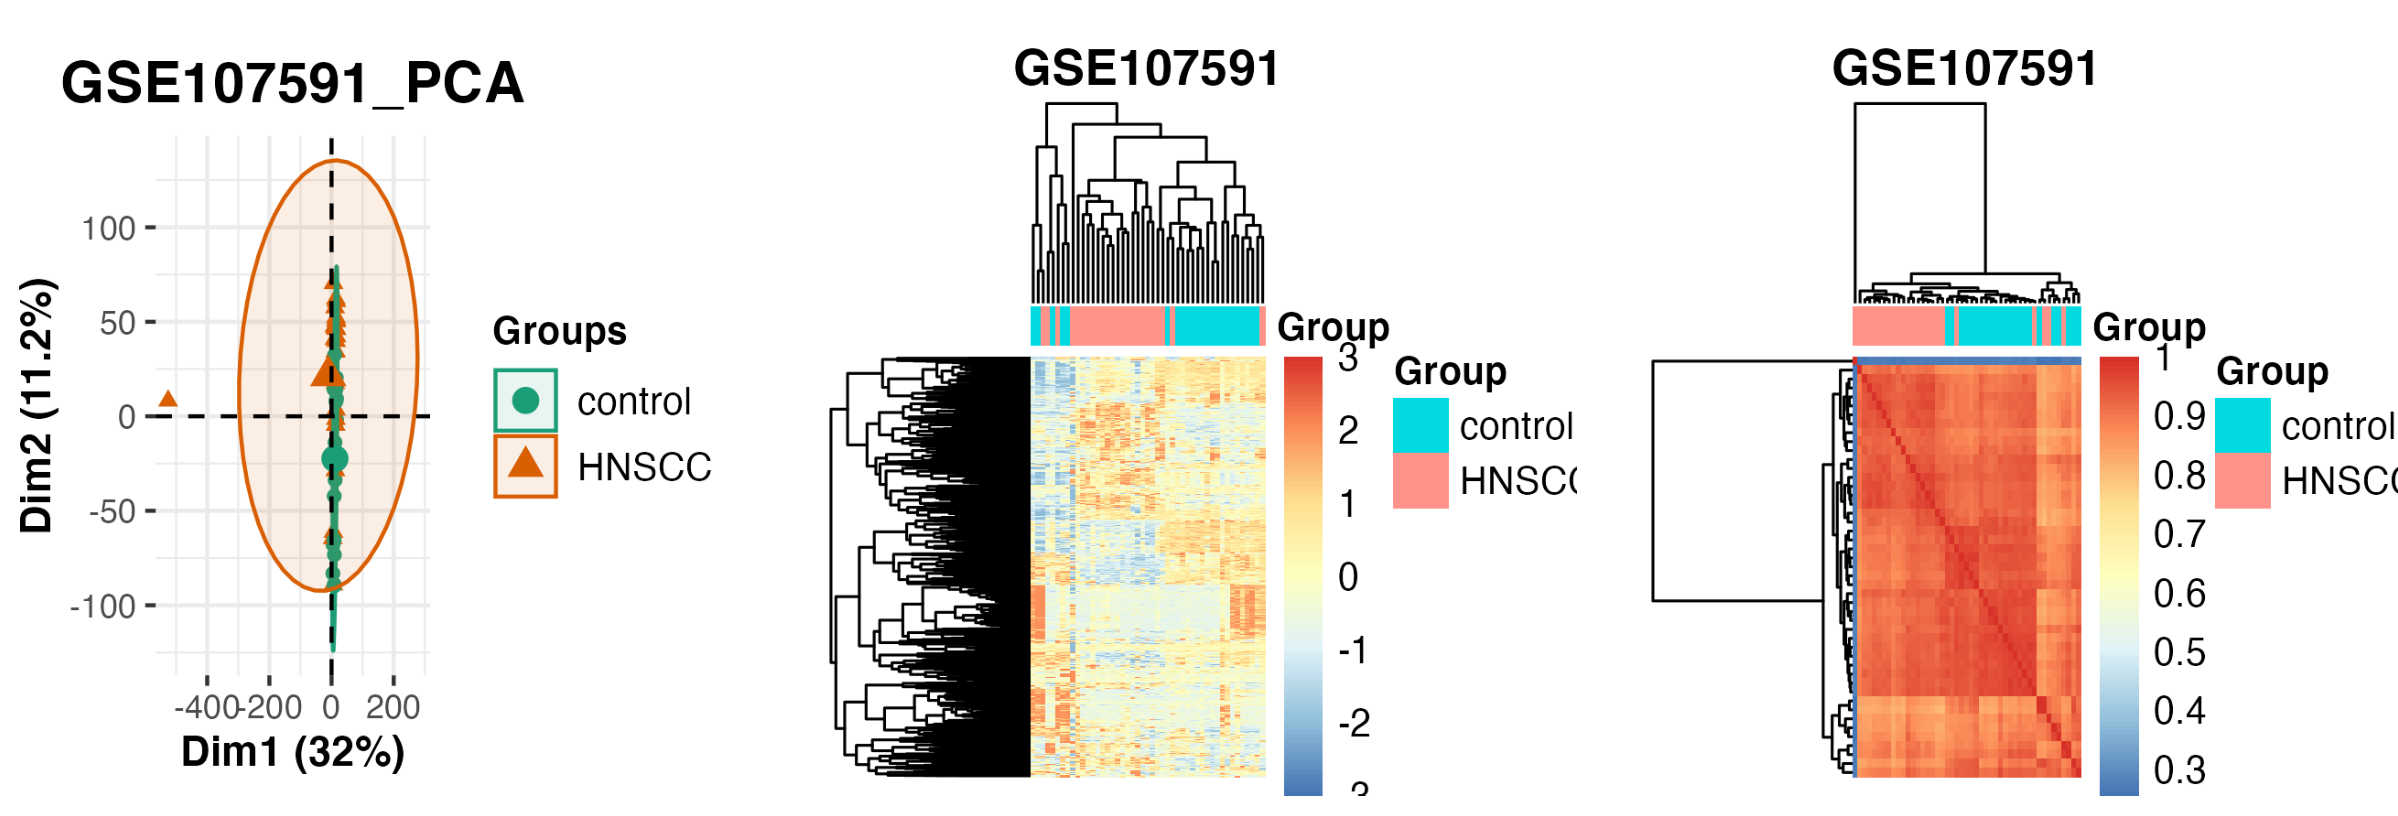 GSE107591_PCA
100
50
0
-50
-100
Dim2 (11.2%)
-400
-200
0
200
Dim1 (32%)
Groups
control
HNSCC
GSE107591
Group
3
2
1
0
-1
-2
Group
control
HNSC
GSE107591
Group
1
0.9
0.8
0.7
0.6
0.5
0.4
0.3
Group
control
HNSC